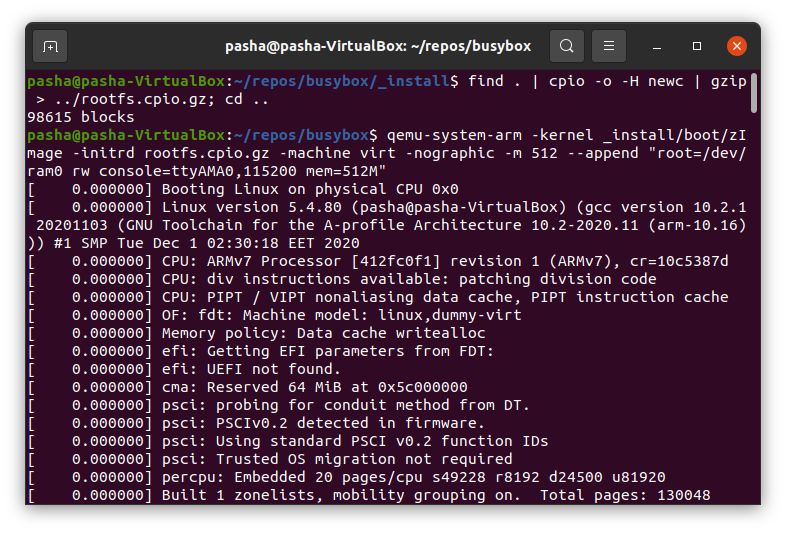 pasha@pasha-VirtualBox: ~/repos/busybox
pasha@pasha-VirtualBox:~/repos/busybox/_install$ find . | cpio -o -H newc | gzip
 > ../rootfs.cpio.gz; cd ..
98615 blocks
pasha@pasha-VirtualBox:~/repos/busybox$ qemu-system-arm -kernel _install/boot/zI
mage -initrd rootfs.cpio.gz -machine virt -nographic -m 512 --append "root=/dev/
ram0 rw console=ttyAMA0,115200 mem=512M"
[    0.000000] Booting Linux on physical CPU 0x0
[    0.000000] Linux version 5.4.80 (pasha@pasha-VirtualBox) (gcc version 10.2.1
 20201103 (GNU Toolchain for the A-profile Architecture 10.2-2020.11 (arm-10.16)
)) #1 SMP Tue Dec 1 02:30:18 EET 2020
[    0.000000] CPU: ARMv7 Processor [412fc0f1] revision 1 (ARMv7), cr=10c5387d
[    0.000000] CPU: div instructions available: patching division code
[    0.000000] CPU: PIPT / VIPT nonaliasing data cache, PIPT instruction cache
[    0.000000] OF: fdt: Machine model: linux,dummy-virt
[    0.000000] Memory policy: Data cache writealloc
[    0.000000] efi: Getting EFI parameters from FDT:
[    0.000000] efi: UEFI not found.
[    0.000000] cma: Reserved 64 MiB at 0x5c000000
[    0.000000] psci: probing for conduit method from DT.
[    0.000000] psci: PSCIv0.2 detected in firmware.
[    0.000000] psci: Using standard PSCI v0.2 function IDs
[    0.000000] psci: Trusted OS migration not required
[    0.000000] percpu: Embedded 20 pages/cpu s49228 r8192 d24500 u81920
[    0.000000] Built 1 zonelists, mobility grouping on.  Total pages: 130048